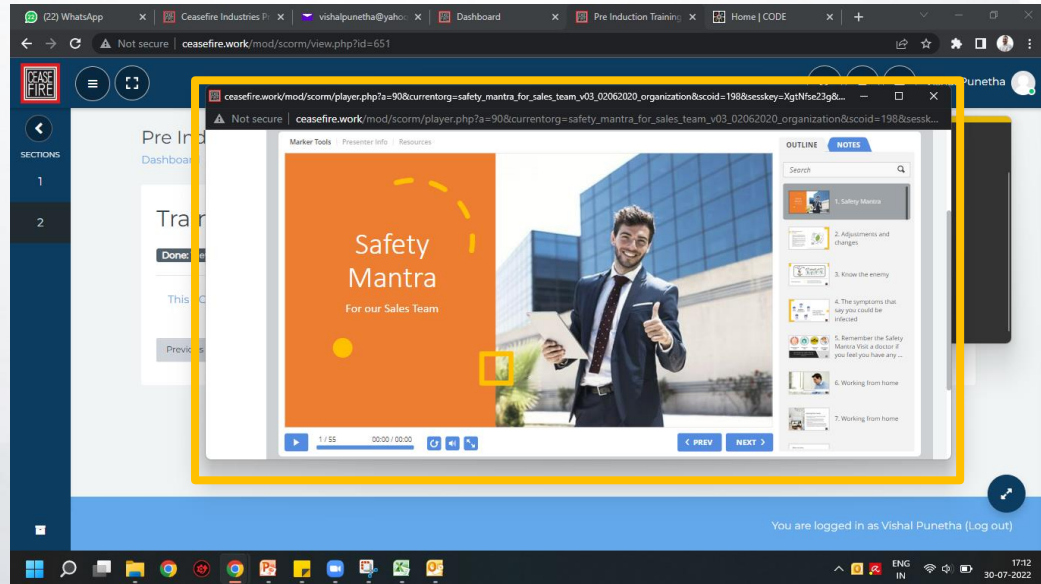 (22) WhatsApp
Ceasefire Industries Pr
vishalpunetha@yahoo
Dashboard
Pre Induction Training
Home | CODE
Not secure | ceasefire.work/mod/scorm/view.php?id=651
CEASE
FIRE
Punetha
ceasefire.work/mod/scorm/player.php?a=90&currentorg=safety_mantra_for_sales_team_v03_02062020_organization&scoid=198&sesskey=XgtNfse23g&...
Not secure | ceasefire.work/mod/scorm/player.php?a=90&currentorg=safety_mantra_for_sales_team_v03_02062020_organization&scoid=198&sessk...
SECTIONS
1
2
Pre Ind
Dashboar
Trai
Done:
This
Previous
Marker Tools | Presenter Info | Resources
Safety
Mantra
For our Sales Team
1 / 55
00:00 / 00:00
PREV
NEXT
OUTLINE
NOTES
Search
1. Safety Mantra
2. Adjustments and
changes
3. Know the enemy
4. The symptoms that
say you could be
infected
5. Remember the Safety
Mantra Visit a doctor if
you feel you have any ...
6. Working from home
7. Working from home
You are logged in as Vishal Punetha (Log out)
ENG
IN
17:12
30-07-2022